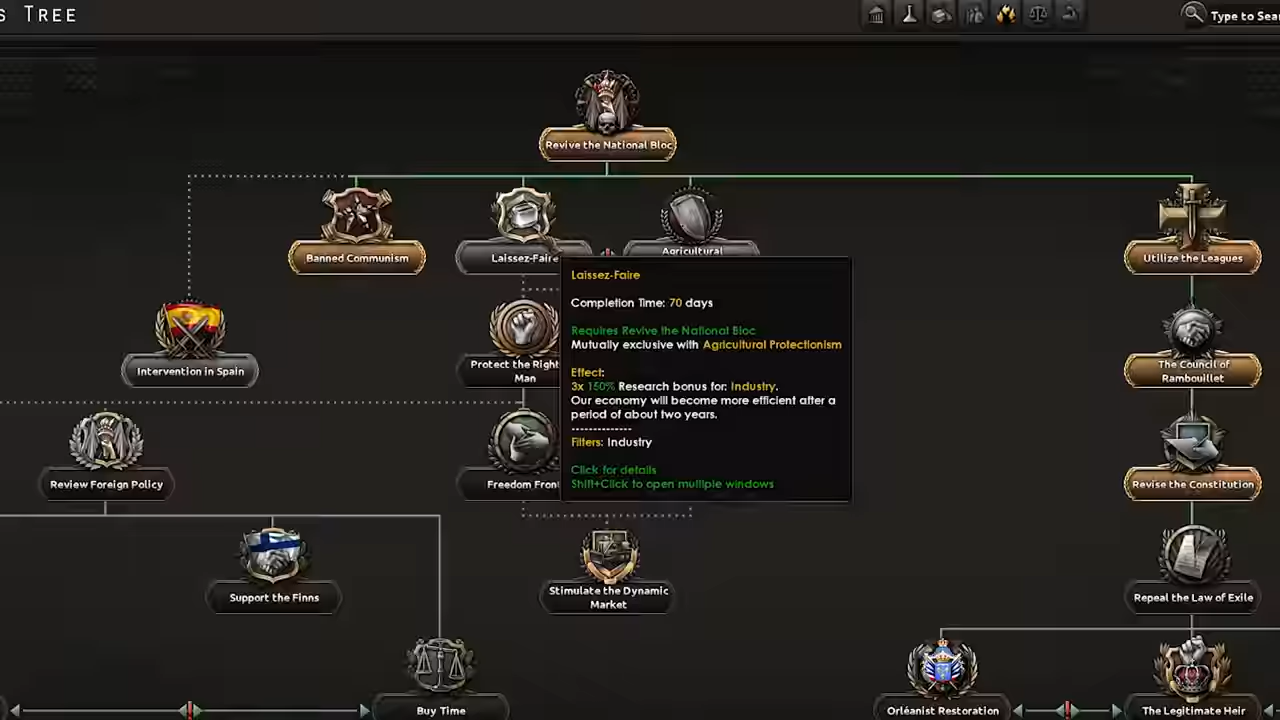 S TREE
Type to Sea
Revive the National Bloc
Banned Communism
Laissez-Faire
Agricultural
Utilize the Leagues
Laissez-Faire
Completion Time: 70 days
Requires Revive the National Bloc
Mutually exclusive with Agricultural Protectionism
Effect:
3x 150% Research bonus for: Industry.
Our economy will become more efficient after a
period of about two years.
--------------
Filters: Industry
Click for details
Shift+Click to open multiple windows
Intervention in Spain
Protect the Right
Man
The Council of
Rambouillet
Review Foreign Policy
Freedom Front
Revise the Constitution
Support the Finns
Stimulate the Dynamic
Market
Repeal the Law of Exile
Buy Time
Orléanist Restoration
The Legitimate Heir